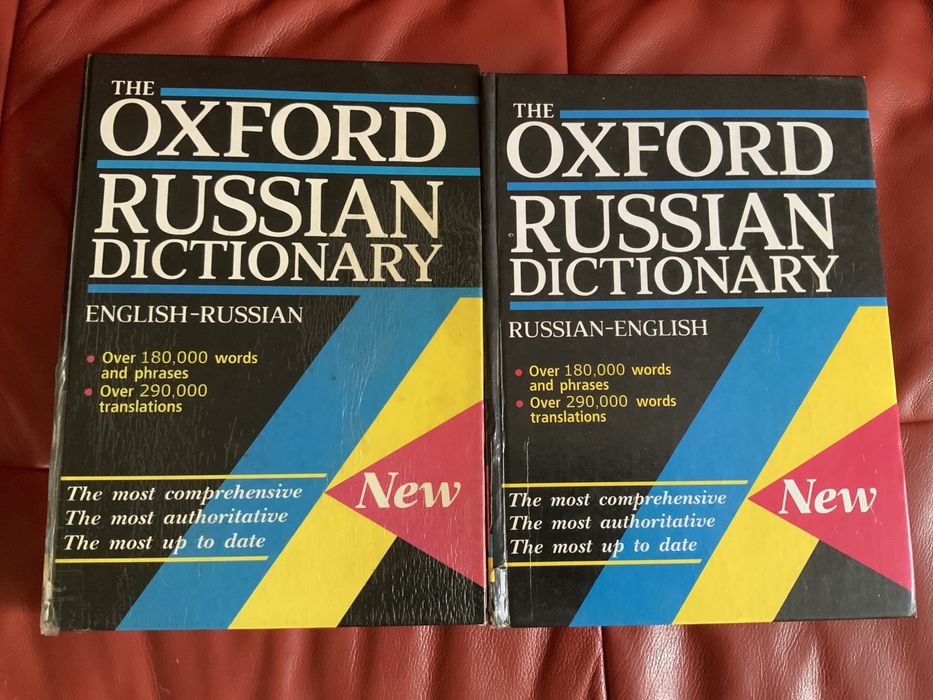 THE
OXFORD
RUSSIAN
DICTIONARY
ENGLISH-RUSSIAN
• Over 180,000 words
and phrases
• Over 290,000
translations
The most comprehensive
The most authoritative
The most up to date
New
THE
OXFORD
RUSSIAN
DICTIONARY
RUSSIAN-ENGLISH
• Over 180,000 words
and phrases
• Over 290,000 words
translations
The most comprehensive
The most authoritative
The most up to date
New